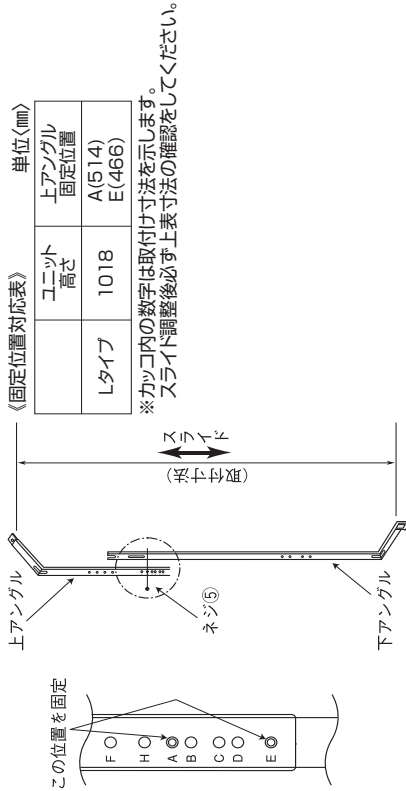 《固定位置対応表》
単位〈㎜〉
ユニット
高さ
上アングル
固定位置
Lタイプ
1018
A(514)
E(466)
※カッコ内の数字は取付け寸法を示します。
スライド調整後必ず上表寸法の確認をしてください。
スライド
(取付寸法)
上アングル
ネジ⑤
下アングル
この位置を固定
F
H
A
B
C
D
E